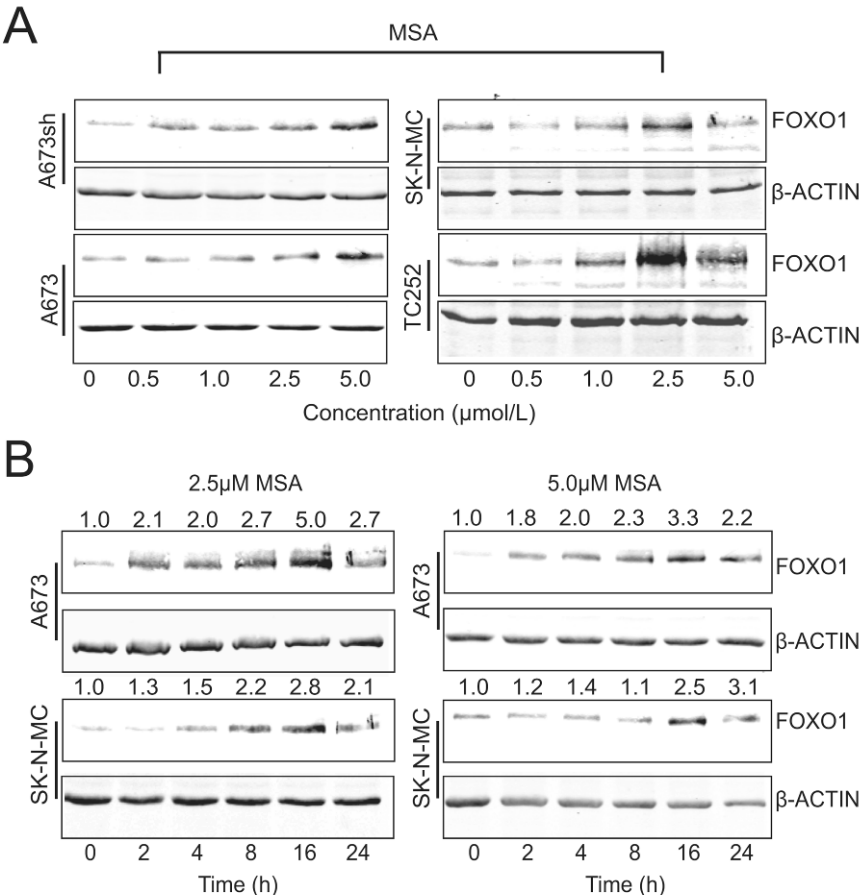 A
MSA
A673sh
SK-N-MC
FOXO1
β-ACTIN
A673
TC252
FOXO1
β-ACTIN
0 0.5 1.0 2.5 5.0
0 0.5 1.0 2.5 5.0
Concentration (µmol/L)
B
2.5µM MSA
5.0µM MSA
1.0 2.1 2.0 2.7 5.0 2.7
1.0 1.8 2.0 2.3 3.3 2.2
A673
A673
FOXO1
β-ACTIN
1.0 1.3 1.5 2.2 2.8 2.1
1.0 1.2 1.4 1.1 2.5 3.1
SK-N-MC
SK-N-MC
FOXO1
β-ACTIN
0 2 4 8 16 24
0 2 4 8 16 24
Time (h)
Time (h)